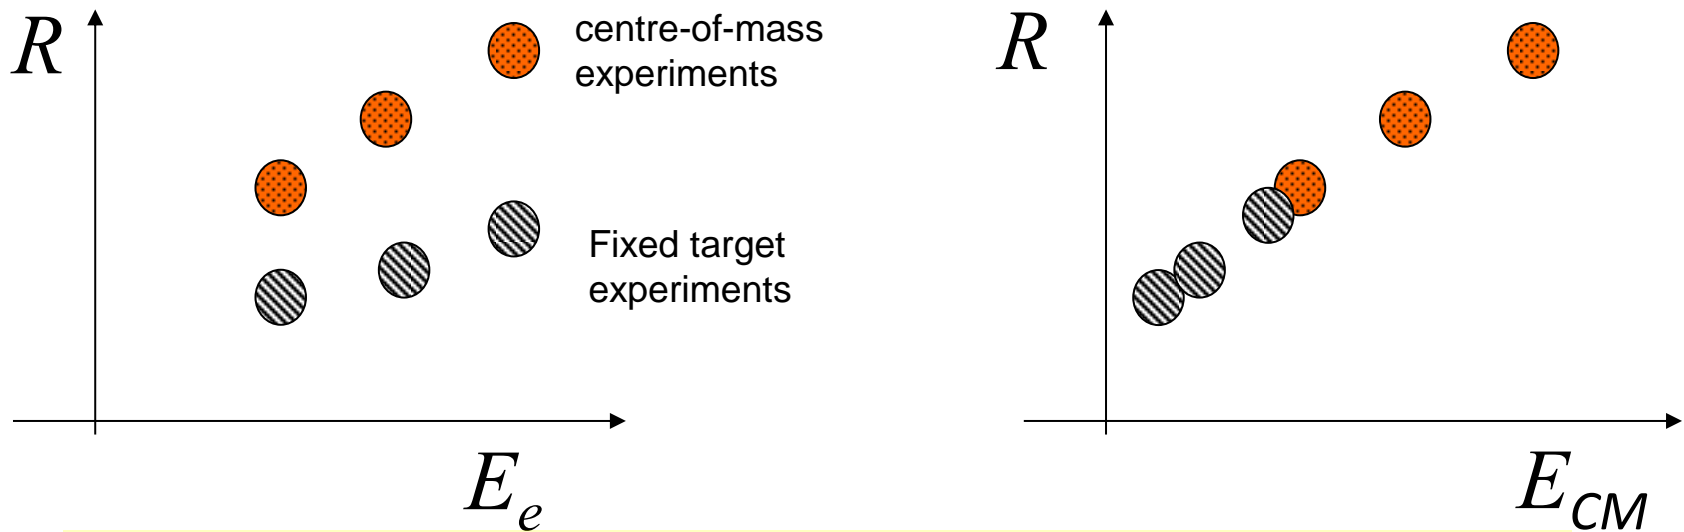 R
centre-of-mass
experiments
Fixed target
experiments
E_e
R
E_CM